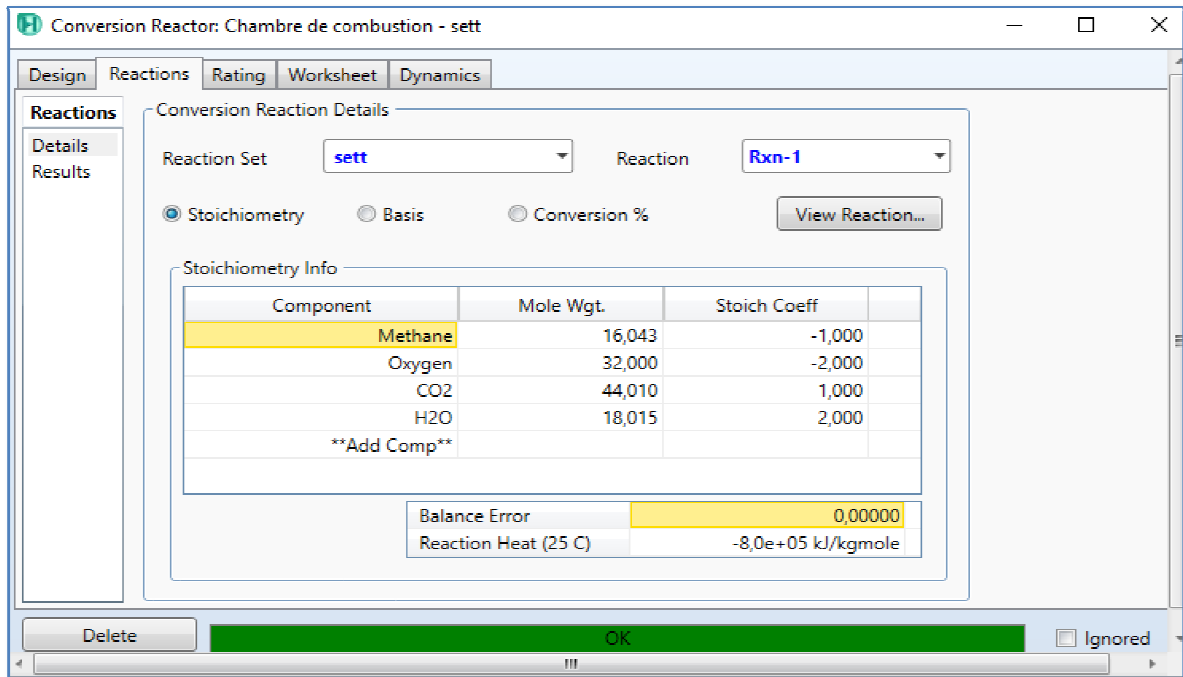 Conversion Reactor: Chambre de combustion - sett
Design Reactions Rating Worksheet Dynamics
Reactions
Details
Results
Conversion Reaction Details
Reaction Set sett Reaction Rxn-1
Stoichiometry Basis Conversion % View Reaction...
Stoichiometry Info
Component Mole Wgt. Stoich Coeff
Methane 16,043 -1,000
Oxygen 32,000 -2,000
CO2 44,010 1,000
H2O 18,015 2,000
**Add Comp**
Balance Error 0,00000
Reaction Heat (25 C) -8,0e+05 kJ/kgmole
Delete OK Ignored